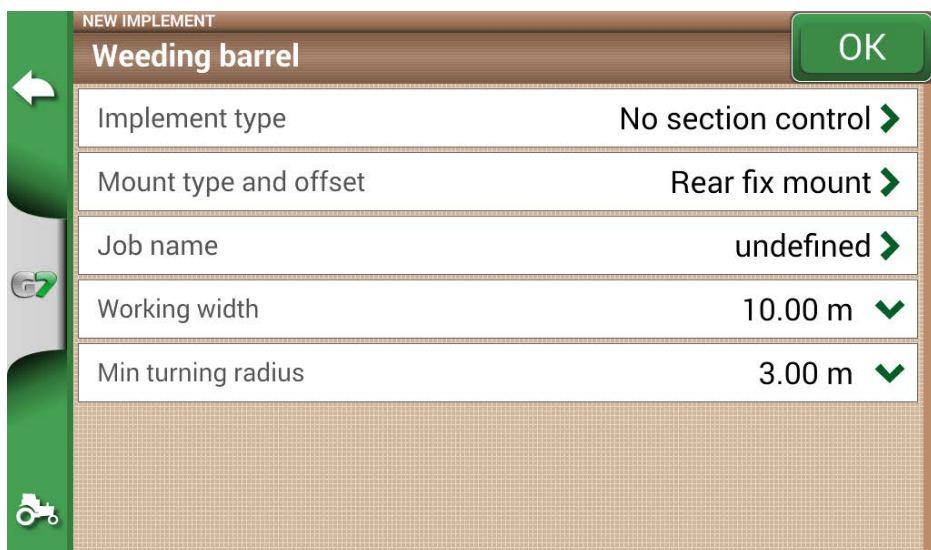 NEW IMPLEMENT
Weeding barrel
OK
Implement type No section control
Mount type and offset Rear fix mount
Job name undefined
G7
Working width 10.00 m
Min turning radius 3.00 m